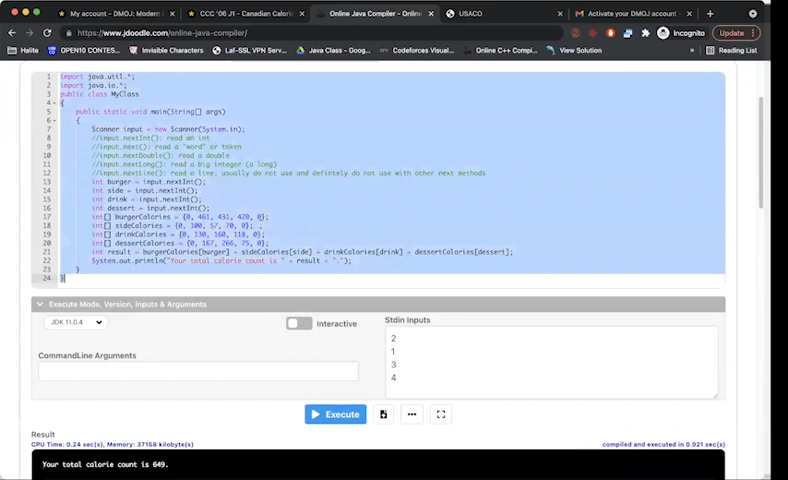 My account - DMOJ: Modern
CCC '06 J1 - Canadian Calori
Online Java Compiler - Onlin
USACO
Activate your DMOJ account -
https://www.jdoodle.com/online-java-compiler/
Incognito
Update
Halite
OPEN10 CONTES...
Invisible Characters
Laf-SSL VPN Serv...
Java Class - Goog...
Codeforces Visual...
Online C++ Compi...
View Solution
»
Reading List
1 import java.util.*;
2 import java.io.*;
3 public class MyClass
4 {
5 public static void main(String[] args)
6 {
7 Scanner input = new Scanner(System.in);
8 //input.nextInt(): read an int
9 //input.next(): read a "word" or token
10 //input.nextDouble(): read a double
11 //input.nextLong(): read a big integer (a long)
12 //input.nextLine(): read a line; usually do not use and defintely do not use with other next methods
13 int burger = input.nextInt();
14 int side = input.nextInt();
15 int drink = input.nextInt();
16 int dessert = input.nextInt();
17 int[] burgerCalories = {0, 461, 431, 420, 0};
18 int[] sideCalories = {0, 100, 57, 70, 0};
19 int[] drinkCalories = {0, 130, 160, 118, 0};
20 int[] dessertCalories = {0, 167, 266, 75, 0};
21 int result = burgerCalories[burger] + sideCalories[side] + drinkCalories[drink] + dessertCalories[dessert];
22 System.out.println("Your total calorie count is " + result + ".");
23 }
24 }
Execute Mode, Version, Inputs & Arguments
JDK 11.0.4
Interactive
Stdin Inputs
2
1
3
4
CommandLine Arguments
Execute
Result
CPU Time: 0.24 sec(s), Memory: 37168 kilobyte(s)
compiled and executed in 0.921 sec(s)
Your total calorie count is 649.